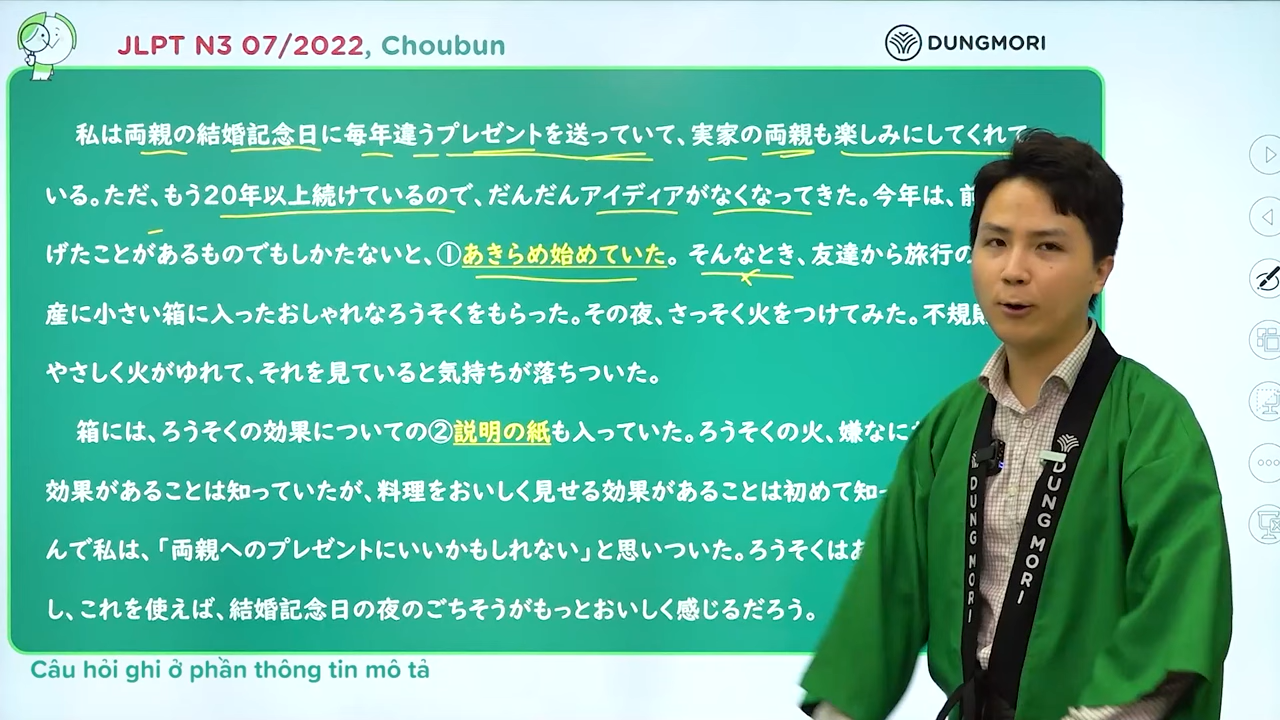 JLPT N3 07/2022, Choubun
DUNGMORI
私は両親の結婚記念日に毎年違うプレゼントを送っていて、実家の両親も楽しみにしてくれて
いる。ただ、もう20年以上続けているので、だんだんアイディアがなくなってきた。今年は、前
げたことがあるものでもしかたないと、①あきらめ始めていた。そんなとき、友達から旅行の
産に小さい箱に入ったおしゃれなろうそくをもらった。その夜、さっそく火をつけてみた。不規
やさしく火がゆれて、それを見ていると気持ちが落ちついた。
箱には、ろうそくの効果についての②説明の紙も入っていた。ろうそくの火、嫌なに
効果があることは知っていたが、料理をおいしく見せる効果があることは初めて知っ
んで私は、「両親へのプレゼントにいいかもしれない」と思いついた。ろうそくはお
し、これを使えば、結婚記念日の夜のごちそうがもっとおいしく感じるだろう。
Câu hỏi ghi ở phần thông tin mô tả
DUNG MORI
DUNG MORI